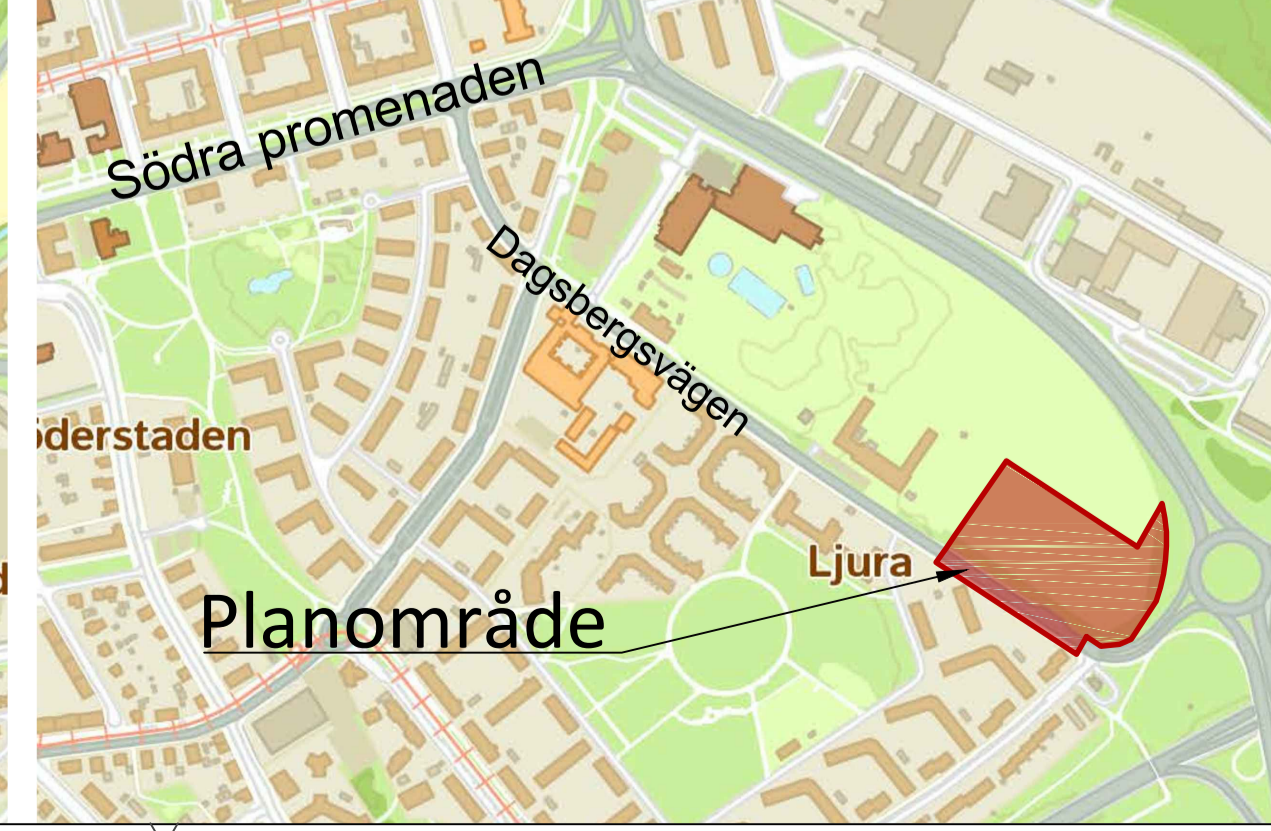 Södra promenaden
Dagsbergsvägen
öderstaden
Ljura
Planområde